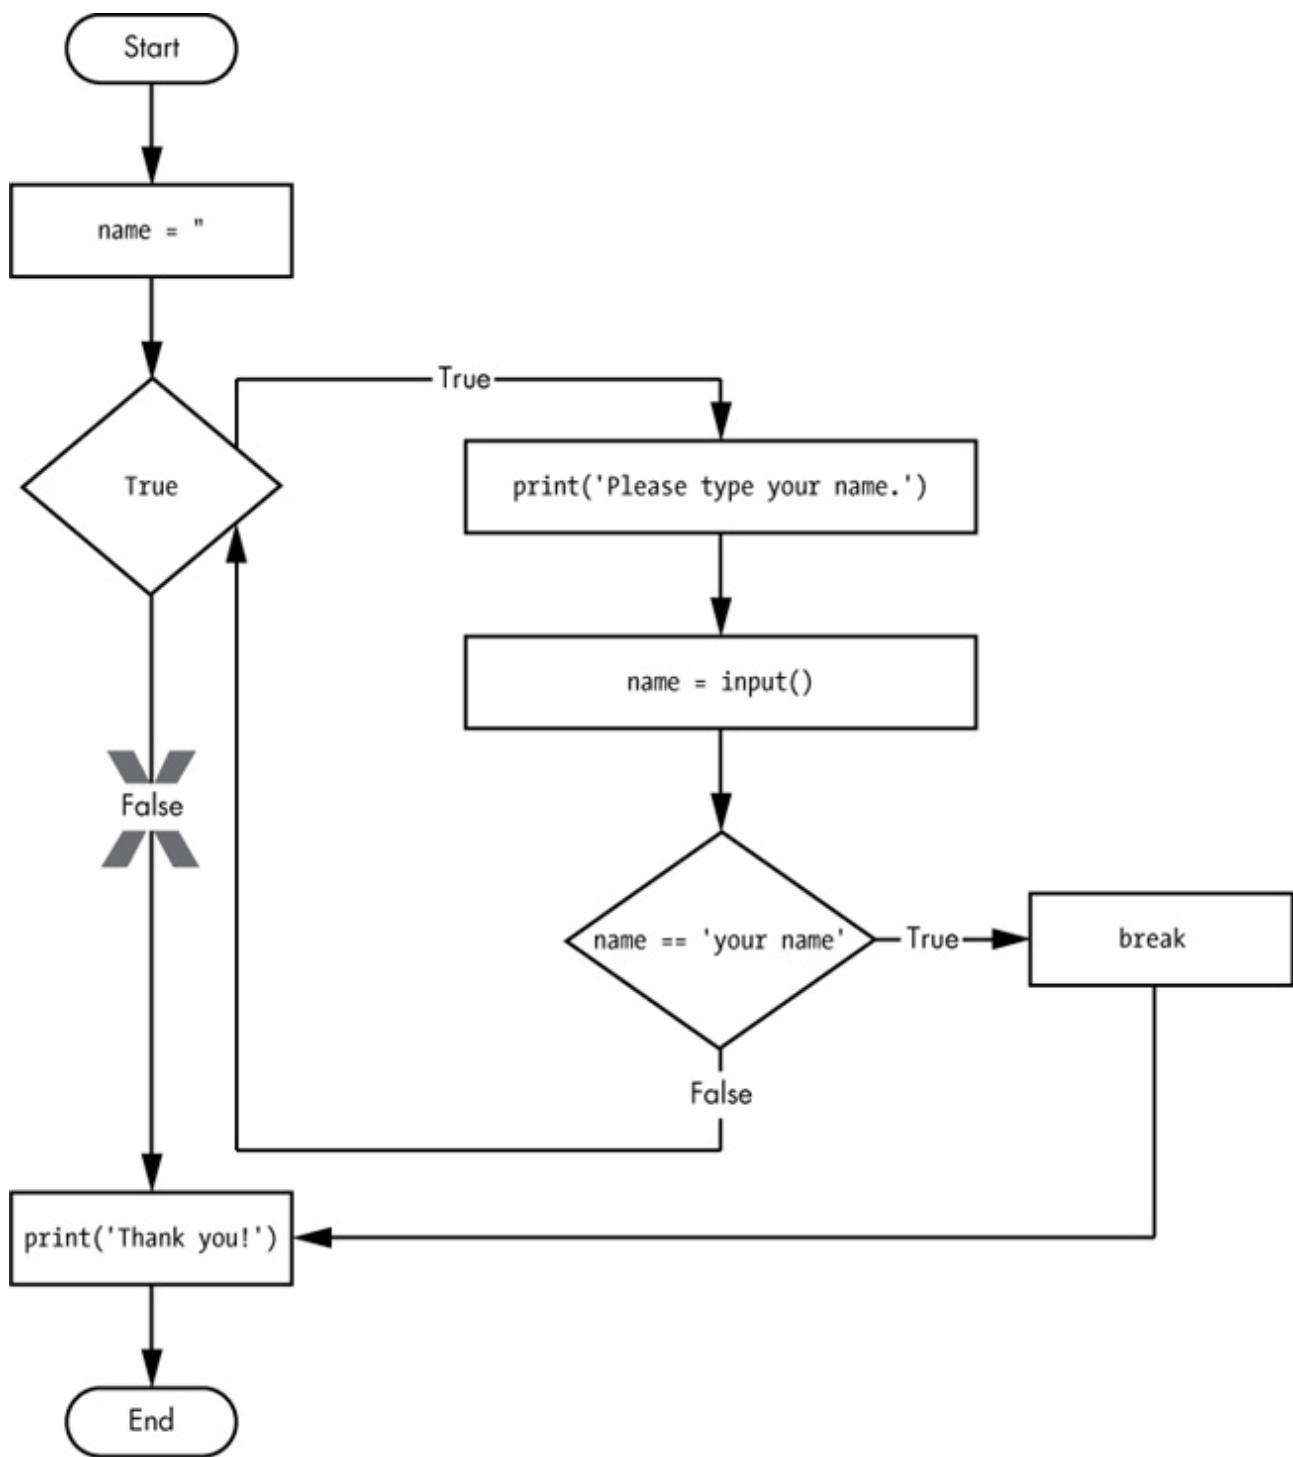 Start
name = "
True
True
print('Please type your name.')
name = input()
False
name == 'your name'
True
break
False
print('Thank you!')
End